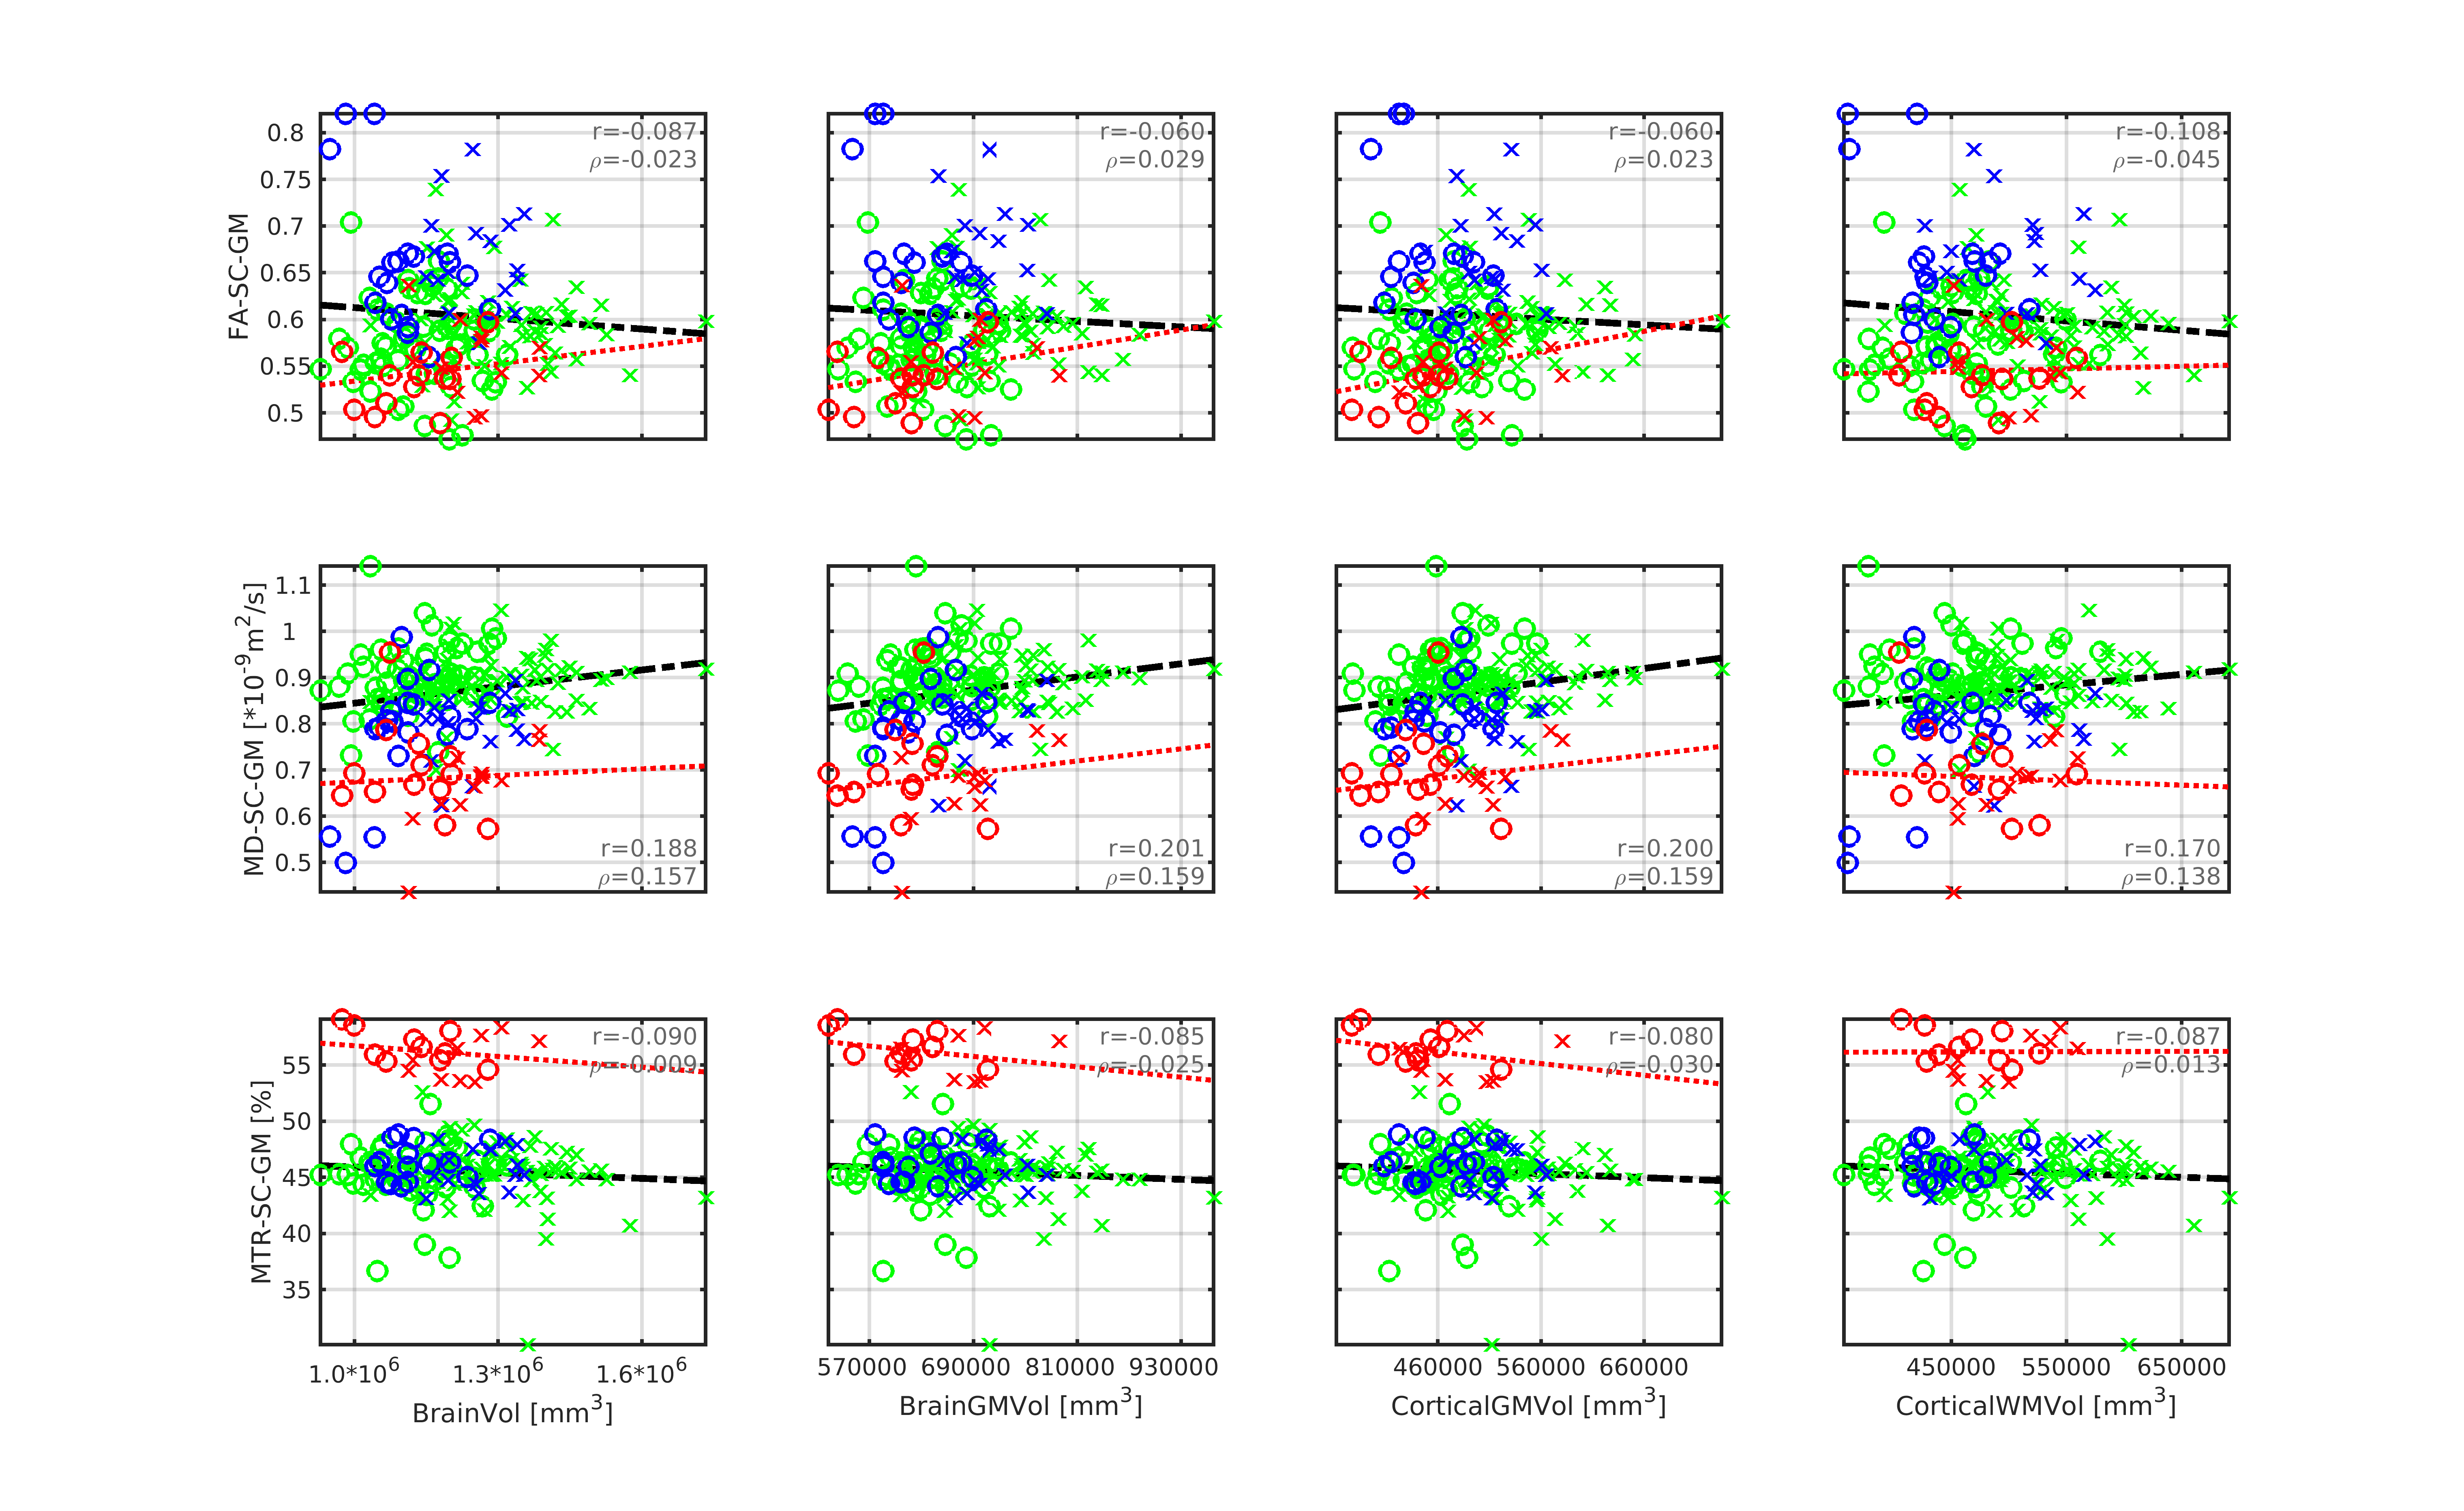 FA-SC-GM
0.8
0.75
0.7
0.65
0.6
0.55
0.5
r=-0.087
ρ=-0.023
r=-0.060
ρ=0.029
r=-0.060
ρ=0.023
r=-0.108
ρ=-0.045
MD-SC-GM [*10⁻⁹m²/s]
1.1
1
0.9
0.8
0.7
0.6
0.5
r=0.188
ρ=0.157
r=0.201
ρ=0.159
r=0.200
ρ=0.159
r=0.170
ρ=0.138
MTR-SC-GM [%]
55
50
45
40
35
r=-0.090
ρ=-0.009
r=-0.085
ρ=-0.025
r=-0.080
ρ=-0.030
r=-0.087
ρ=0.013
1.0*10⁶ 1.3*10⁶ 1.6*10⁶
BrainVol [mm³]
570000 690000 810000 930000
BrainGMVol [mm³]
460000 560000 660000
CorticalGMVol [mm³]
450000 550000 650000
CorticalWMVol [mm³]